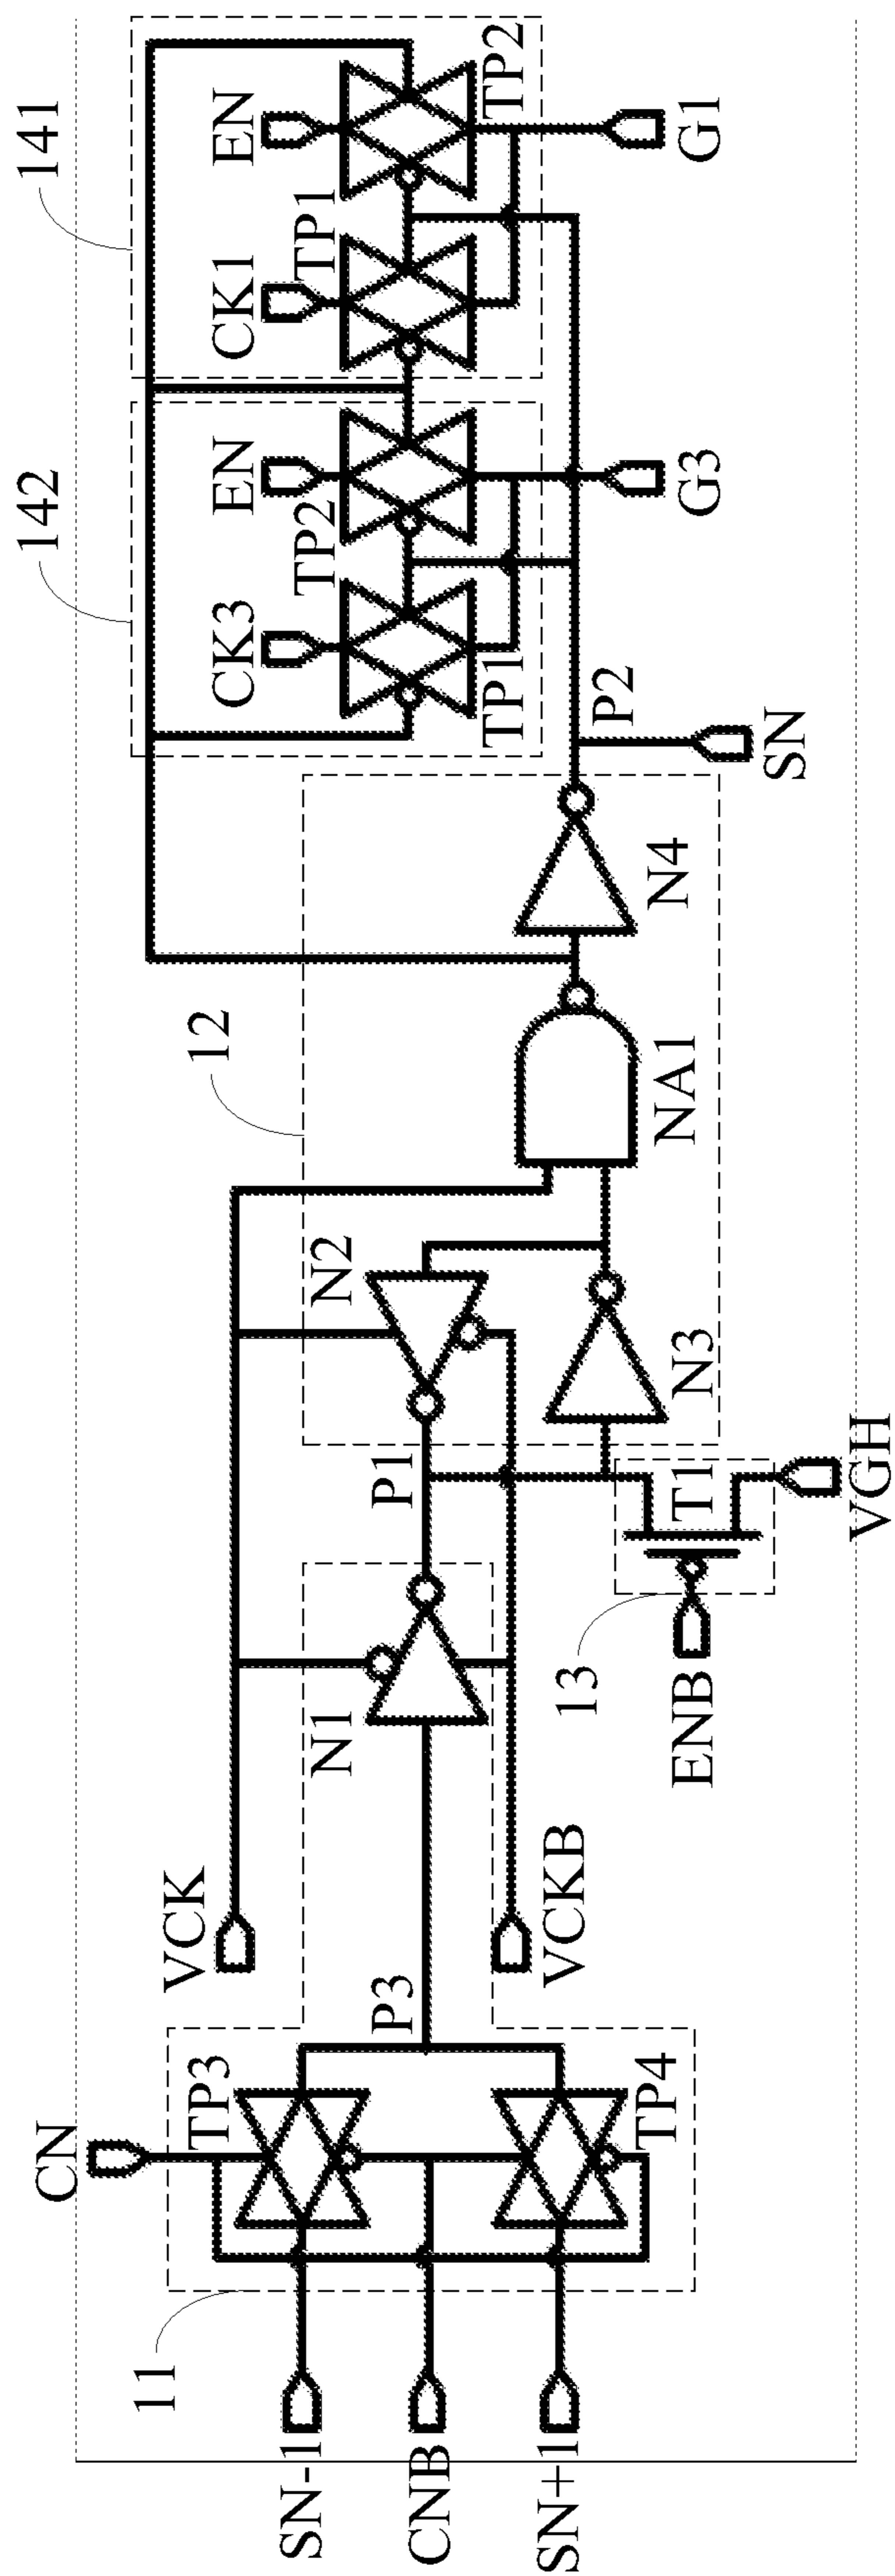 141
EN
TP2
G1
CK1
TP1
142
EN
TP2
G3
CK3
TP1
P2
SN
12
N4
NA1
N2
N3
P1
T1
VGH
13
ENB
N1
VCK
VCKB
P3
CN
TP3
TP4
11
SN-1
CNB
SN+1